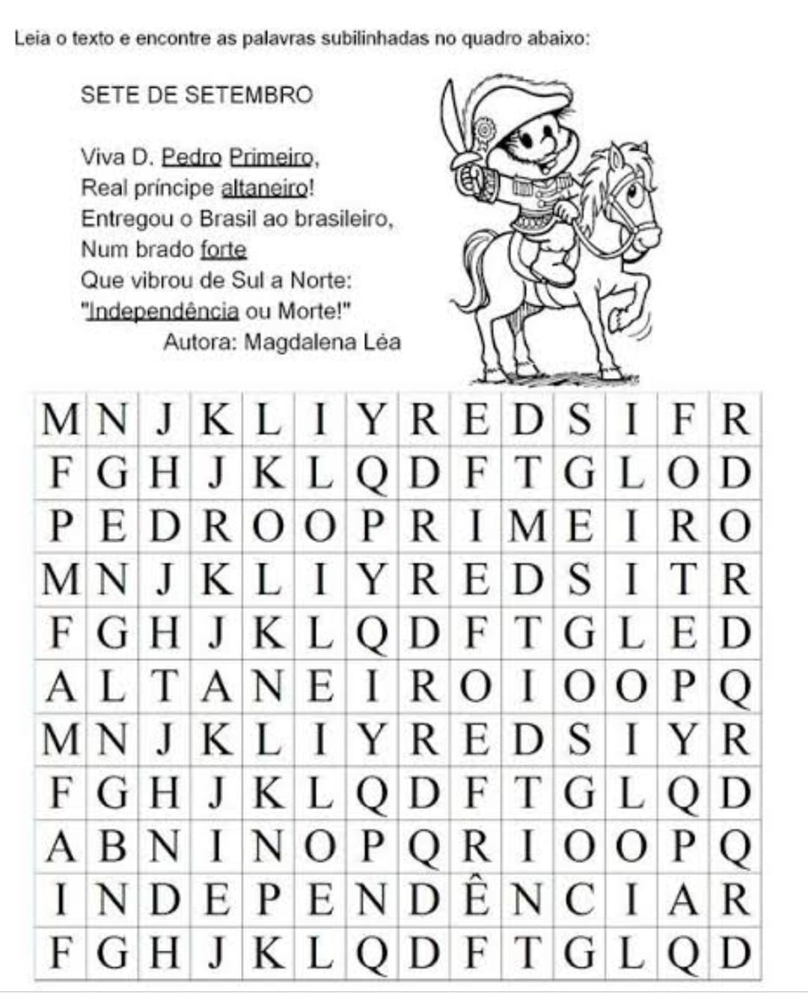 Leia o texto e encontre as palavras subilinhadas no quadro abaixo:
SETE DE SETEMBRO
Viva D. Pedro Primeiro,
Real príncipe altaneiro!
Entregou o Brasil ao brasileiro,
Num brado forte
Que vibrou de Sul a Norte:
"Independência ou Morte!"
Autora: Magdalena Léa
M N J K L I Y R E D S I F R
F G H J K L Q D F T G L O D
P E D R O O P R I M E I R O
M N J K L I Y R E D S I T R
F G H J K L Q D F T G L E D
A L T A N E I R O I O O P Q
M N J K L I Y R E D S I Y R
F G H J K L Q D F T G L Q D
A B N I N O P Q R I O O P Q
I N D E P E N D Ê N C I A R
F G H J K L Q D F T G L Q D